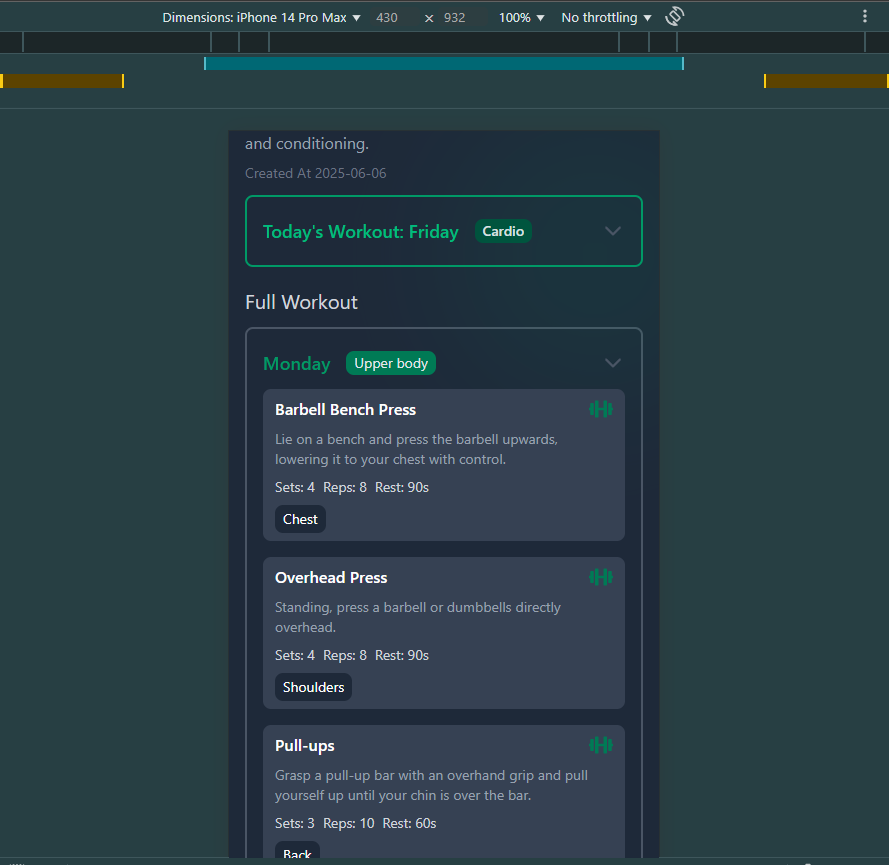 Dimensions: iPhone 14 Pro Max ▼ 430 × 932 100% ▼ No throttling ▼
and conditioning.
Created At 2025-06-06
Today's Workout: Friday Cardio
Full Workout
Monday Upper body
Barbell Bench Press
Lie on a bench and press the barbell upwards,
lowering it to your chest with control.
Sets: 4 Reps: 8 Rest: 90s
Chest
Overhead Press
Standing, press a barbell or dumbbells directly
overhead.
Sets: 4 Reps: 8 Rest: 90s
Shoulders
Pull-ups
Grasp a pull-up bar with an overhand grip and pull
yourself up until your chin is over the bar.
Sets: 3 Reps: 10 Rest: 60s
Back